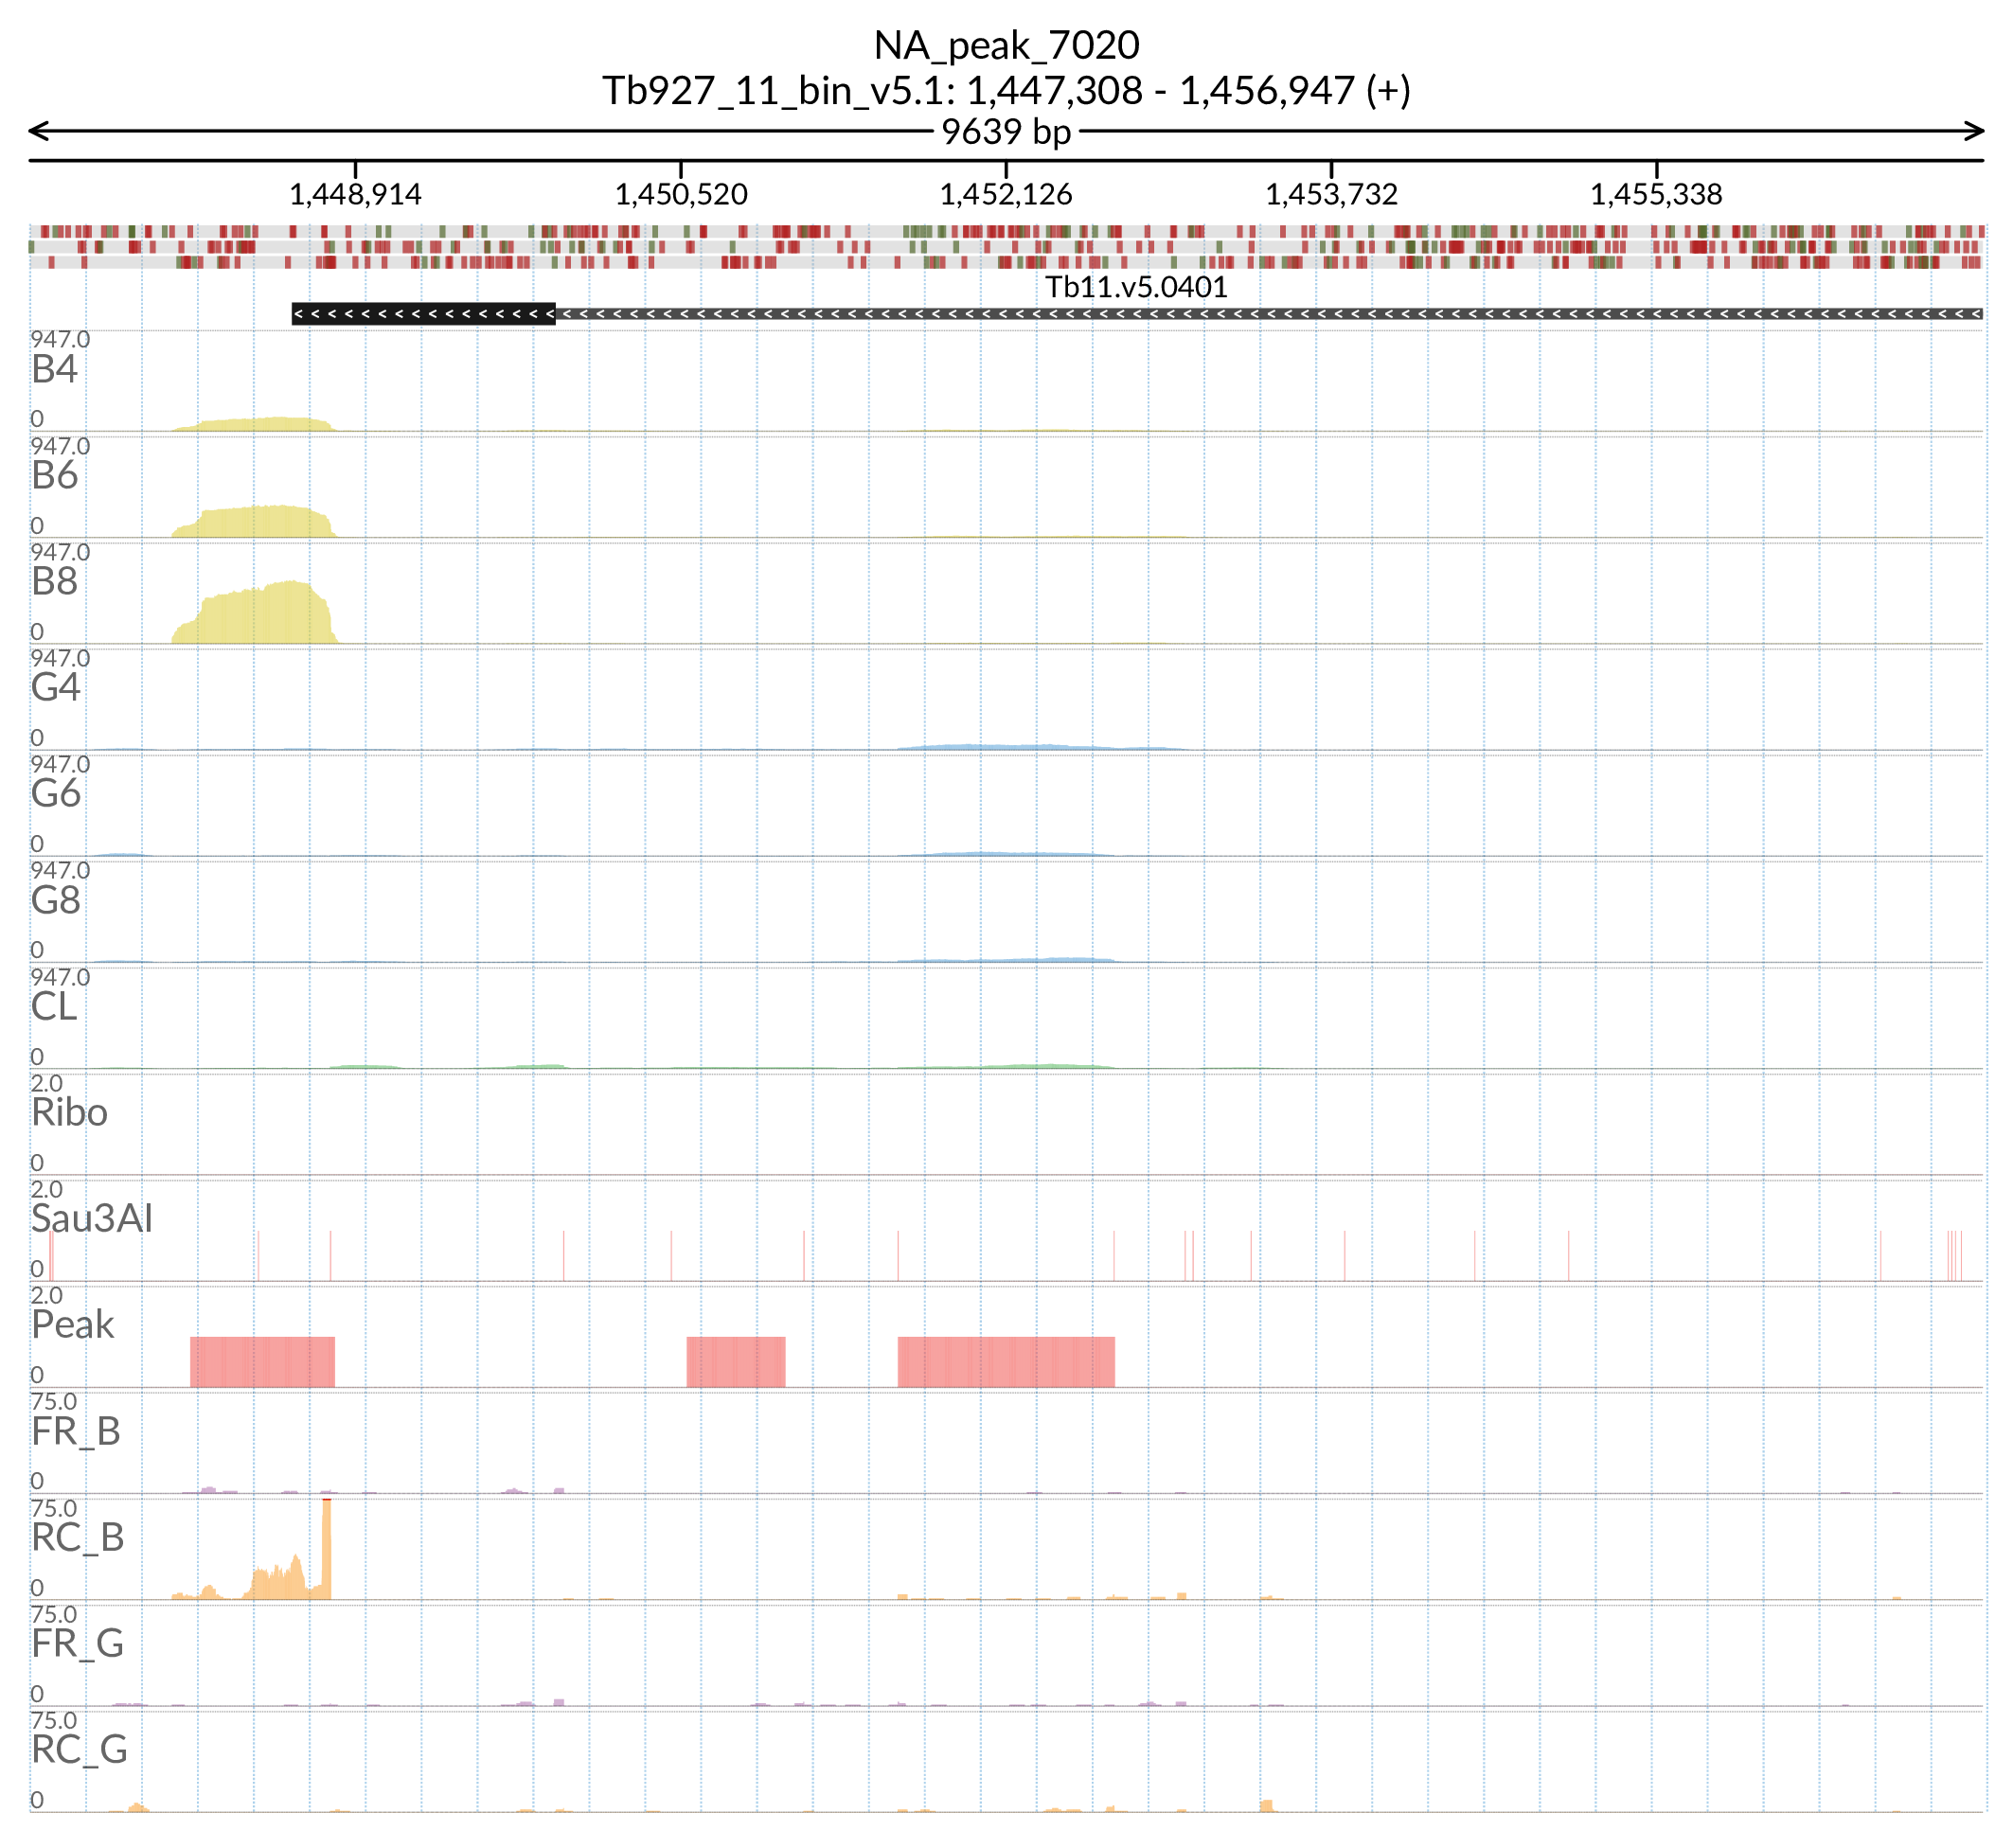 NA_peak_7020
Tb927_11_bin_v5.1: 1,447,308 - 1,456,947 (+)
9639 bp
1,448,914 1,450,520 1,452,126 1,453,732 1,455,338
Tb11.v5.0401
947.0
B4
0
947.0
B6
0
947.0
B8
0
947.0
G4
0
947.0
G6
0
947.0
G8
0
947.0
CL
0
2.0
Ribo
0
2.0
Sau3AI
0
2.0
Peak
0
75.0
FR_B
0
75.0
RC_B
0
75.0
FR_G
0
75.0
RC_G
0